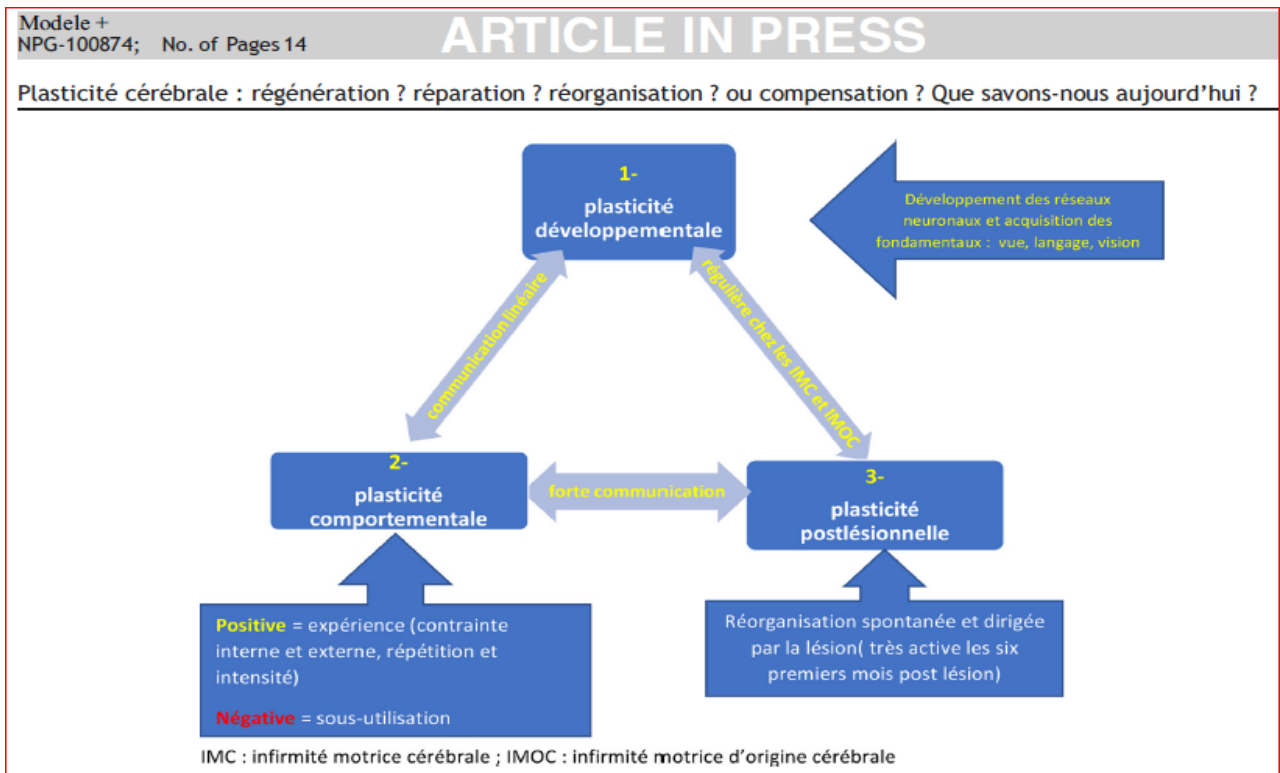 Modele +
NPG-100874; No. of Pages 14
ARTICLE IN PRESS
Plasticité cérébrale : régénération ? réparation ? réorganisation ? ou compensation ? Que savons-nous aujourd'hui ?
1-
plasticité
développementale
Développement des réseaux
neuronaux et acquisition des
fondamentaux : vue, langage, vision
communication linéaire
régulière chez les IMC et IMOC
2-
plasticité
comportementale
forte communication
3-
plasticité
postlésionnelle
Positive = expérience (contrainte
interne et externe, répétition et
intensité)
Négative = sous-utilisation
Réorganisation spontanée et dirigée
par la lésion( très active les six
premiers mois post lésion)
IMC : infirmité motrice cérébrale ; IMOC : infirmité motrice d'origine cérébrale